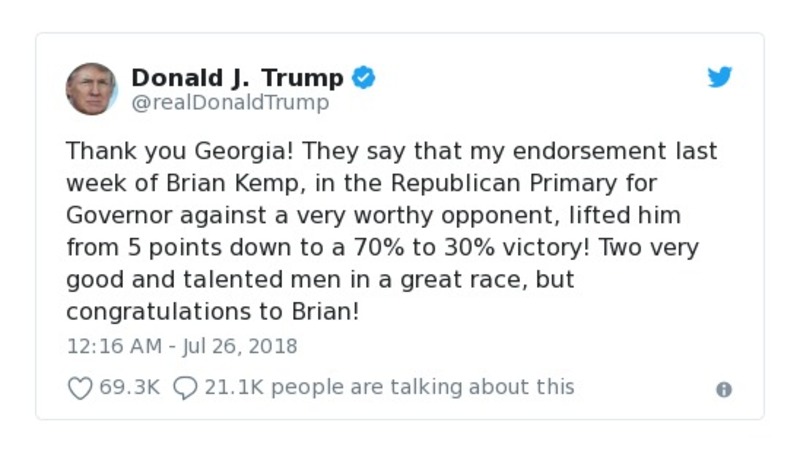 Donald J. Trump
@realDonaldTrump
Thank you Georgia! They say that my endorsement last
week of Brian Kemp, in the Republican Primary for
Governor against a very worthy opponent, lifted him
from 5 points down to a 70% to 30% victory! Two very
good and talented men in a great race, but
congratulations to Brian!
12:16 AM - Jul 26, 2018
69.3K 21.1K people are talking about this